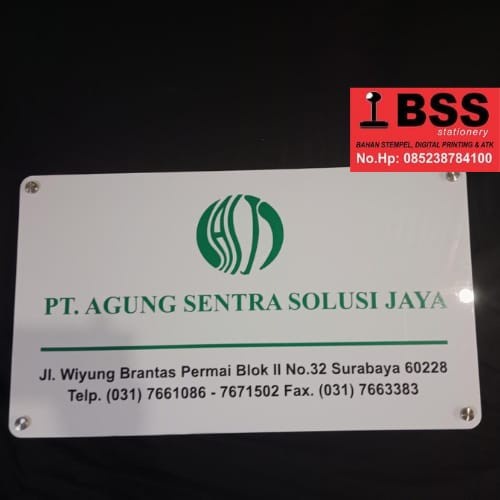 BSS
stationery
BAHAN STEMPEL, DIGITAL PRINTING & ATK
No.Hp: 085238784100
PT. AGUNG SENTRA SOLUSI JAYA
Jl. Wiyung Brantas Permai Blok II No.32 Surabaya 60228
Telp. (031) 7661086 - 7671502 Fax. (031) 7663383